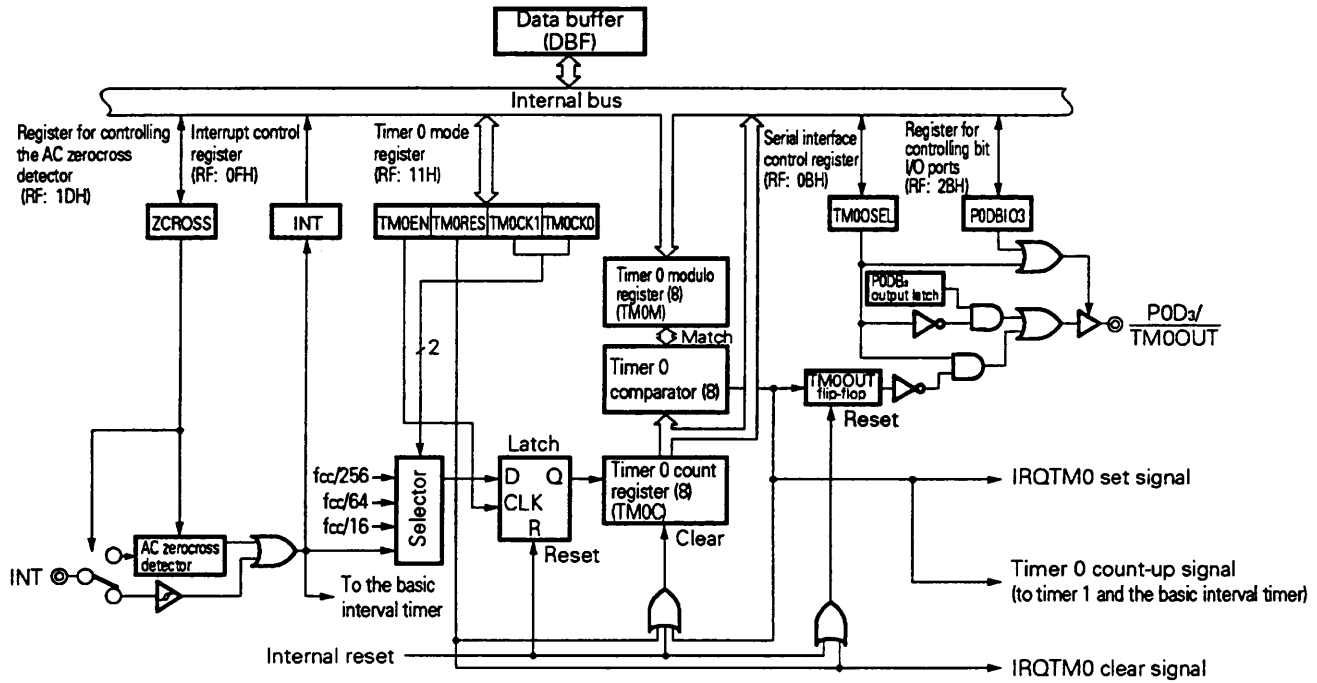 Data buffer
(DBF)
Internal bus
Register for controlling
the AC zerocross
detector
(RF: 1DH)
Interrupt control
register
(RF: 0FH)
Timer 0 mode
register
(RF: 11H)
Serial interface
control register
(RF: 0BH)
Register for
controlling bit
I/O ports
(RF: 2BH)
ZCROSS
INT
TM0EN TM0RES TM0CK1 TM0CK0
TM0OSEL
P0DBIO3
Timer 0 modulo
register (8)
(TM0M)
P0DB3
output latch
P0D3/
TM0OUT
Match
2
Timer 0
comparator (8)
TM0OUT
flip-flop
Reset
Latch
fcc/256
fcc/64
fcc/16
Selector
D Q
CLK
R
Reset
Timer 0 count
register (8)
(TM0C)
Clear
IRQTM0 set signal
AC zerocross
detector
INT
To the basic
interval timer
Timer 0 count-up signal
(to timer 1 and the basic interval timer)
Internal reset
IRQTM0 clear signal